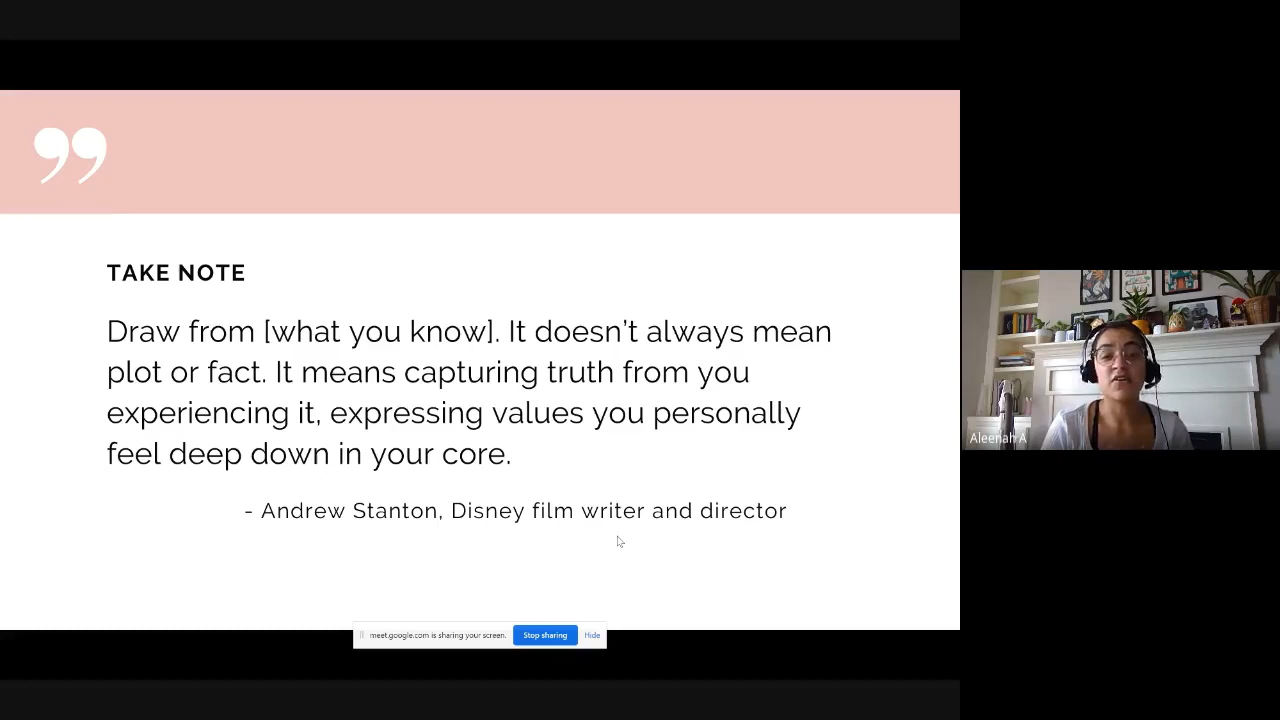 ”
TAKE NOTE
Draw from [what you know]. It doesn’t always mean
plot or fact. It means capturing truth from you
experiencing it, expressing values you personally
feel deep down in your core.
- Andrew Stanton, Disney film writer and director
Aleenah A
meet.google.com is sharing your screen. Stop sharing Hide